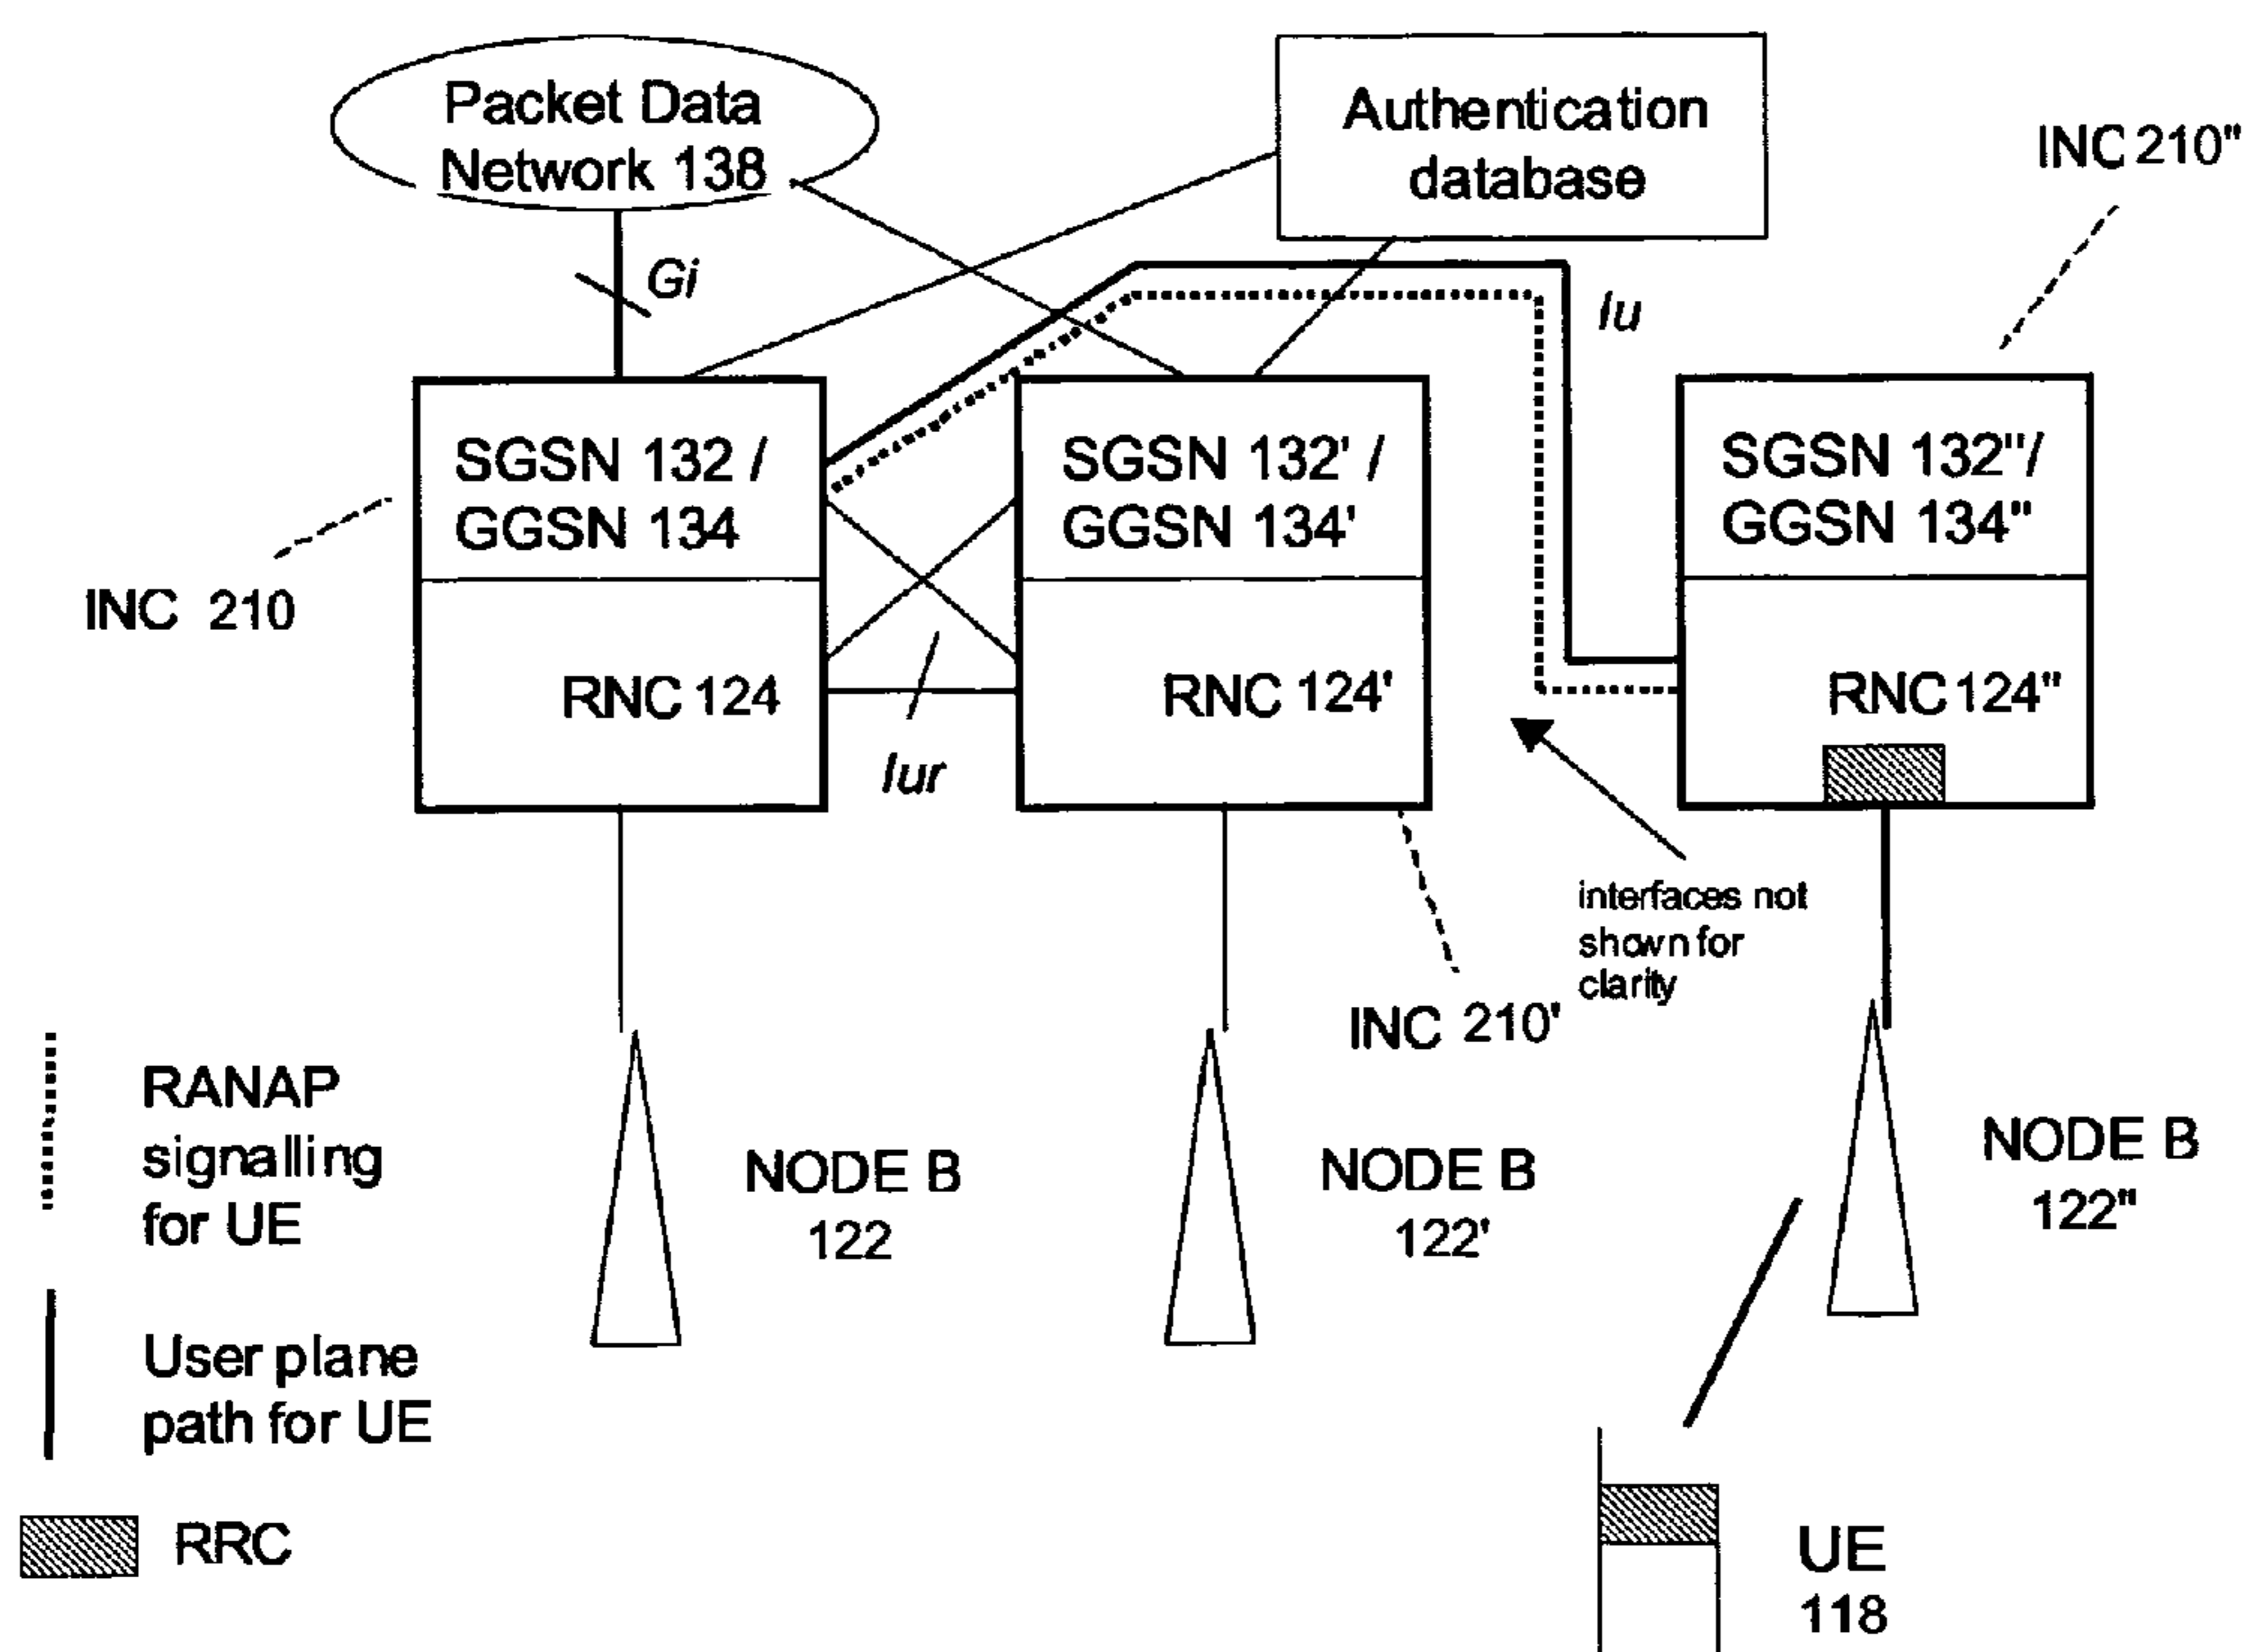 Packet Data
Network 138
Authentication
database
INC 210"
Gi
Iu
SGSN 132 /
GGSN 134
SGSN 132' /
GGSN 134'
SGSN 132"/
GGSN 134"
INC 210
RNC 124
RNC 124'
RNC 124"
Iur
interfaces not
shown for
clarity
INC 210'
RANAP
signalling
for UE
NODE B
122
NODE B
122'
NODE B
122"
User plane
path for UE
RRC
UE
118